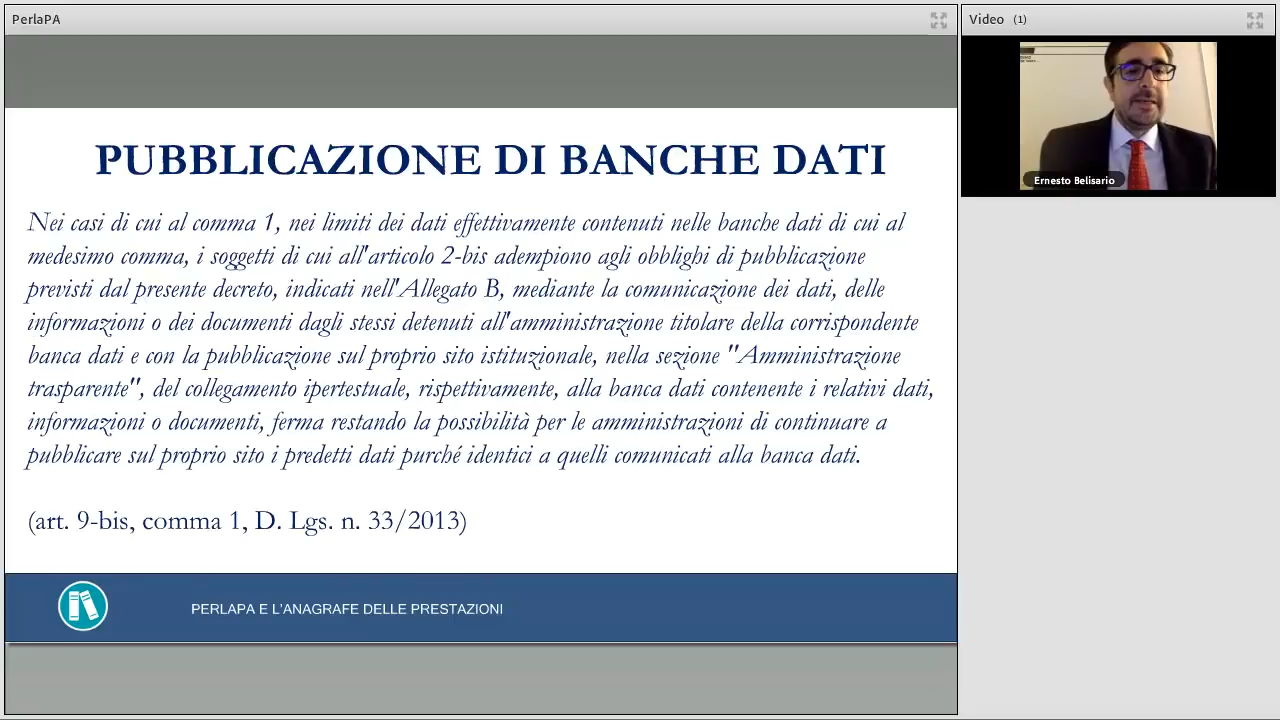 PerlaPA
Video (1)
Ernesto Belisario
PUBBLICAZIONE DI BANCHE DATI
Nei casi di cui al comma 1, nei limiti dei dati effettivamente contenuti nelle banche dati di cui al
medesimo comma, i soggetti di cui all'articolo 2-bis adempiono agli obblighi di pubblicazione
previsti dal presente decreto, indicati nell'Allegato B, mediante la comunicazione dei dati, delle
informazioni o dei documenti dagli stessi detenuti all'amministrazione titolare della corrispondente
banca dati e con la pubblicazione sul proprio sito istituzionale, nella sezione "Amministrazione
trasparente", del collegamento ipertestuale, rispettivamente, alla banca dati contenente i relativi dati,
informazioni o documenti, ferma restando la possibilità per le amministrazioni di continuare a
pubblicare sul proprio sito i predetti dati purché identici a quelli comunicati alla banca dati.
(art. 9-bis, comma 1, D. Lgs. n. 33/2013)
PERLAPA E L'ANAGRAFE DELLE PRESTAZIONI